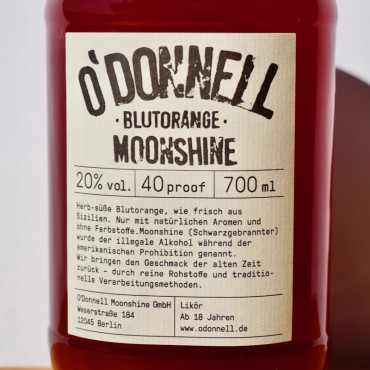 O'DONNELL
· BLUTORANGE ·
MOONSHINE
20% vol. 40 proof 700 ml
Herb-süße Blutorange, wie frisch aus
Sizilien. Nur mit natürlichen Aromen und
ohne Farbstoffe.Moonshine (Schwarzgebrannter)
wurde der illegale Alkohol während der
amerikanischen Prohibition genannt.
Wir bringen den Geschmack der alten Zeit
zurück - durch reine Rohstoffe und traditio-
nelle Verarbeitungsmethoden.
O'Donnell Moonshine GmbH
Weserstraße 184
12045 Berlin
Likör
Ab 18 Jahren
www.odonnell.de